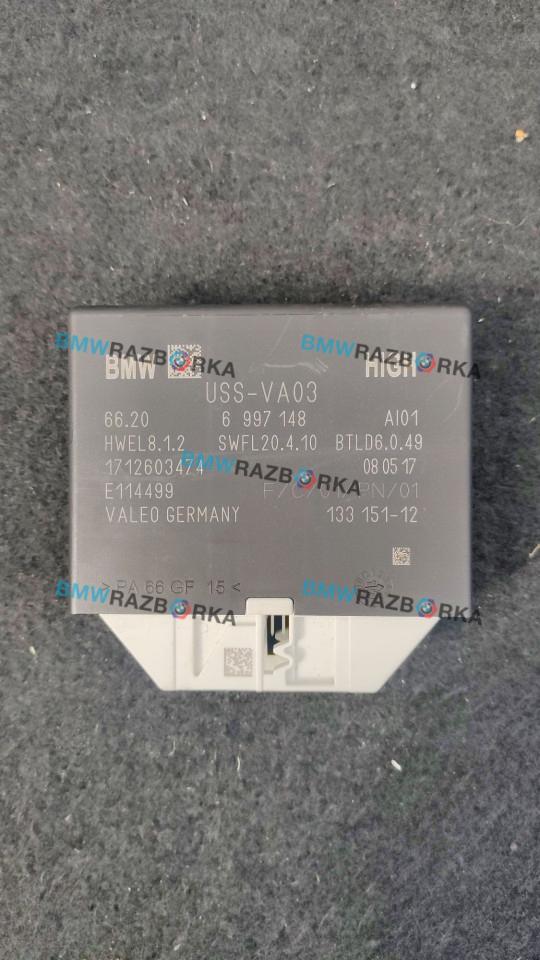 BMWRAZBORKA BMWRAZBORKA
BMW HIGH
USS-VA03
66.20 6 997 148 AI01
HWEL8.1.2 SWFL20.4.10 BTLD6.0.49
1712603474 08 05 17
BMWRAZBORKA
E114499
VALEO GERMANY 133 151-12
> PA 66 GF 15 <
BMWRAZBORKA BMWRAZBORKA